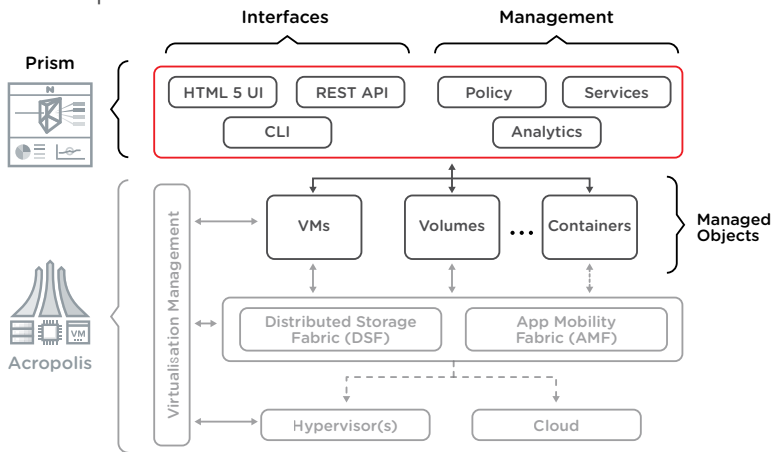 Interfaces
Management
Prism
N
HTML 5 UI
REST API
Policy
Services
CLI
Analytics
VMs
Volumes
...
Containers
Managed
Objects
Virtualisation Management
Distributed Storage
Fabric (DSF)
App Mobility
Fabric (AMF)
VM
Acropolis
Hypervisor(s)
Cloud